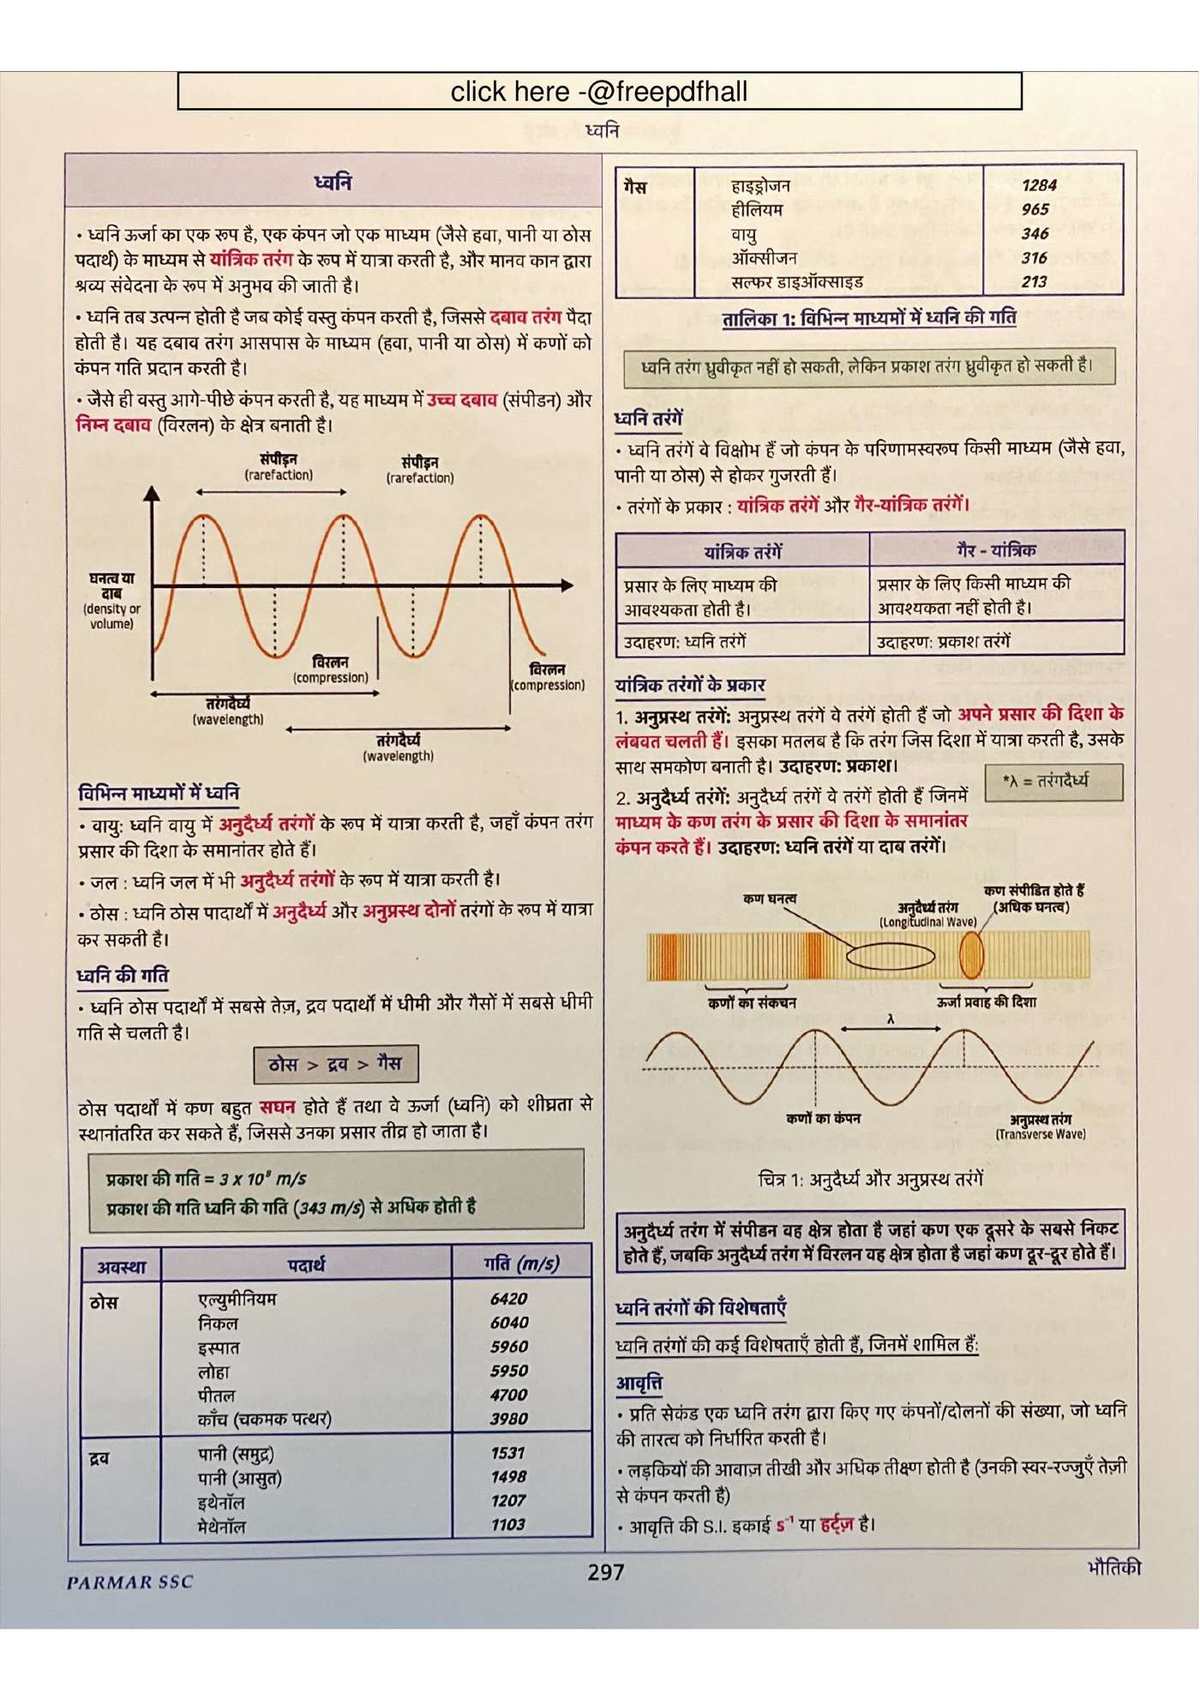 click here -@freepdfhall
ध्वनि
ध्वनि
• ध्वनि ऊर्जा का एक रूप है, एक कंपन जो एक माध्यम (जैसे हवा, पानी या ठोस
पदार्थ) के माध्यम से यांत्रिक तरंग के रूप में यात्रा करती है, और मानव कान द्वारा
श्रव्य संवेदना के रूप में अनुभव की जाती है।
• ध्वनि तब उत्पन्न होती है जब कोई वस्तु कंपन करती है, जिससे दबाव तरंग पैदा
होती है। यह दबाव तरंग आसपास के माध्यम (हवा, पानी या ठोस) में कणों को
कंपन गति प्रदान करती है।
• जैसे ही वस्तु आगे-पीछे कंपन करती है, यह माध्यम में उच्च दबाव (संपीडन) और
निम्न दबाव (विरलन) के क्षेत्र बनाती है।
संपीड़न
(rarefaction)
संपीड़न
(rarefaction)
घनत्व या
दाब
(density or
volume)
विरलन
(compression)
विरलन
(compression)
तरंगदैर्घ्य
(wavelength)
तरंगदैर्घ्य
(wavelength)
विभिन्न माध्यमों में ध्वनि
• वायु: ध्वनि वायु में अनुदैर्ध्य तरंगों के रूप में यात्रा करती है, जहाँ कंपन तरंग
प्रसार की दिशा के समानांतर होते हैं।
• जल : ध्वनि जल में भी अनुदैर्ध्य तरंगों के रूप में यात्रा करती है।
• ठोस : ध्वनि ठोस पादार्थों में अनुदैर्ध्य और अनुप्रस्थ दोनों तरंगों के रूप में यात्रा
कर सकती है।
ध्वनि की गति
• ध्वनि ठोस पदार्थों में सबसे तेज़, द्रव पदार्थों में धीमी और गैसों में सबसे धीमी
गति से चलती है।
ठोस > द्रव > गैस
ठोस पदार्थों में कण बहुत सघन होते हैं तथा वे ऊर्जा (ध्वनि) को शीघ्रता से
स्थानांतरित कर सकते हैं, जिससे उनका प्रसार तीव्र हो जाता है।
प्रकाश की गति = 3 x 10⁸ m/s
प्रकाश की गति ध्वनि की गति (343 m/s) से अधिक होती है
अवस्था पदार्थ गति (m/s)
ठोस एल्युमीनियम 6420
निकल 6040
इस्पात 5960
लोहा 5950
पीतल 4700
काँच (चकमक पत्थर) 3980
द्रव पानी (समुद्र) 1531
पानी (आसुत) 1498
इथेनॉल 1207
मेथेनॉल 1103
गैस हाइड्रोजन 1284
हीलियम 965
वायु 346
ऑक्सीजन 316
सल्फर डाइऑक्साइड 213
तालिका 1: विभिन्न माध्यमों में ध्वनि की गति
ध्वनि तरंग ध्रुवीकृत नहीं हो सकती, लेकिन प्रकाश तरंग ध्रुवीकृत हो सकती है।
ध्वनि तरंगें
• ध्वनि तरंगें वे विक्षोभ हैं जो कंपन के परिणामस्वरूप किसी माध्यम (जैसे हवा,
पानी या ठोस) से होकर गुजरती हैं।
• तरंगों के प्रकार : यांत्रिक तरंगें और गैर-यांत्रिक तरंगें।
यांत्रिक तरंगें गैर - यांत्रिक
प्रसार के लिए माध्यम की प्रसार के लिए किसी माध्यम की
आवश्यकता होती है। आवश्यकता नहीं होती है।
उदाहरण: ध्वनि तरंगें उदाहरण: प्रकाश तरंगें
यांत्रिक तरंगों के प्रकार
1. अनुप्रस्थ तरंगें: अनुप्रस्थ तरंगें वे तरंगें होती हैं जो अपने प्रसार की दिशा के
लंबवत चलती हैं। इसका मतलब है कि तरंग जिस दिशा में यात्रा करती है, उसके
साथ समकोण बनाती है। उदाहरण: प्रकाश।
*λ = तरंगदैर्ध्य
2. अनुदैर्ध्य तरंगें: अनुदैर्ध्य तरंगें वे तरंगें होती हैं जिनमें
माध्यम के कण तरंग के प्रसार की दिशा के समानांतर
कंपन करते हैं। उदाहरण: ध्वनि तरंगें या दाब तरंगें।
कण घनत्व
अनुदैर्ध्य तरंग
(Longitudinal Wave)
कण संपीडित होते हैं
(अधिक घनत्व)
कणों का संकचन
ऊर्जा प्रवाह की दिशा
λ
कणों का कंपन
अनुप्रस्थ तरंग
(Transverse Wave)
चित्र 1: अनुदैर्ध्य और अनुप्रस्थ तरंगें
अनुदैर्ध्य तरंग में संपीडन वह क्षेत्र होता है जहां कण एक दूसरे के सबसे निकट
होते हैं, जबकि अनुदैर्ध्य तरंग में विरलन वह क्षेत्र होता है जहां कण दूर-दूर होते हैं।
ध्वनि तरंगों की विशेषताएँ
ध्वनि तरंगों की कई विशेषताएँ होती हैं, जिनमें शामिल हैं:
आवृत्ति
• प्रति सेकंड एक ध्वनि तरंग द्वारा किए गए कंपनों/दोलनों की संख्या, जो ध्वनि
की तारत्व को निर्धारित करती है।
• लड़कियों की आवाज़ तीखी और अधिक तीक्ष्ण होती है (उनकी स्वर-रज्जुएँ तेज़ी
से कंपन करती है)
• आवृत्ति की S.I. इकाई s⁻¹ या हर्ट्ज़ है।
PARMAR SSC
297
भौतिकी